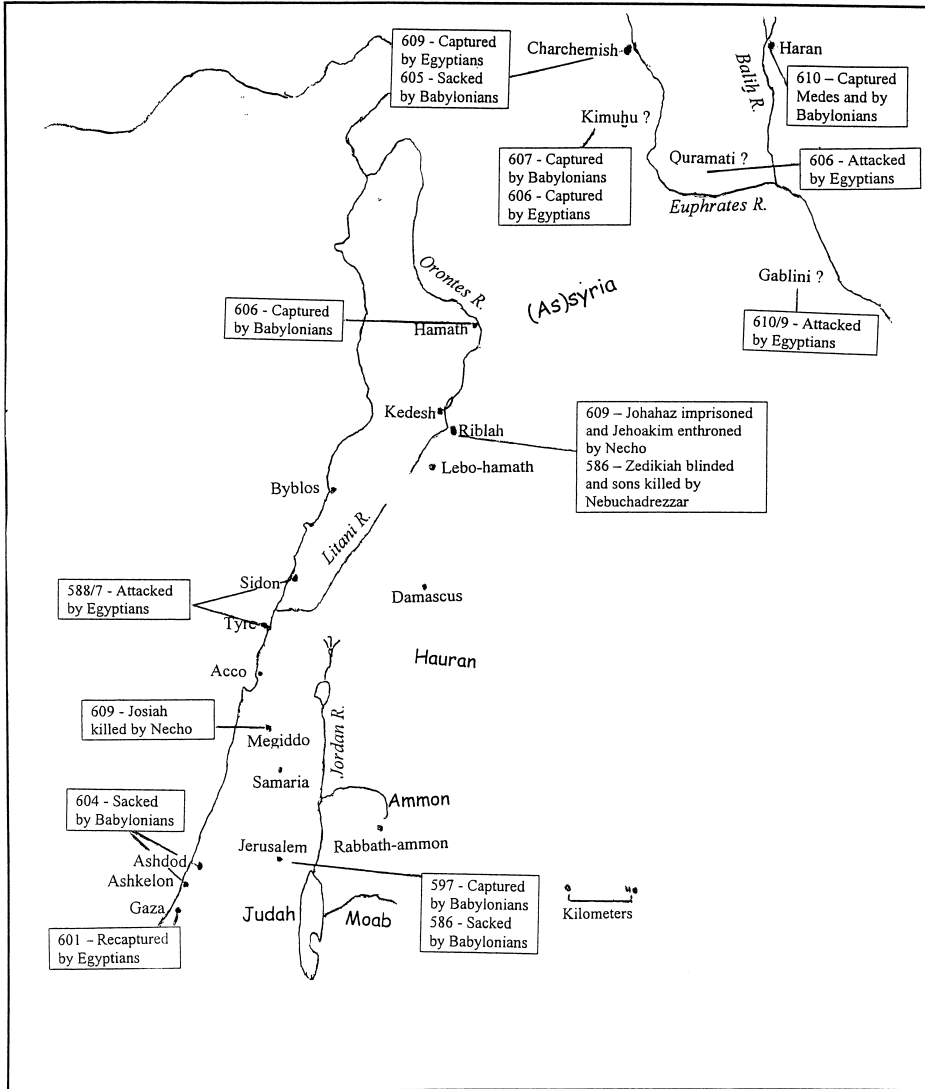 609 - Captured
by Egyptians
605 - Sacked
by Babylonians
Charchemish
Haran
Baliḫ R.
610 – Captured
Medes and by
Babylonians
Kimuḫu ?
607 - Captured
by Babylonians
606 - Captured
by Egyptians
Quramati ?
606 - Attacked
by Egyptians
Euphrates R.
Orontes R.
(As)syria
Gablini ?
610/9 - Attacked
by Egyptians
606 - Captured
by Babylonians
Hamath
Kedesh
Riblah
609 – Johahaz imprisoned
and Jehoakim enthroned
by Necho
586 – Zedikiah blinded
and sons killed by
Nebuchadrezzar
Lebo-hamath
Byblos
Litani R.
Sidon
588/7 - Attacked
by Egyptians
Damascus
Tyre
Hauran
Acco
609 - Josiah
killed by Necho
Megiddo
Jordan R.
Samaria
604 - Sacked
by Babylonians
Ammon
Rabbath-ammon
Jerusalem
Ashdod
Ashkelon
597 - Captured
by Babylonians
586 - Sacked
by Babylonians
Gaza
Judah
Moab
0 40
Kilometers
601 – Recaptured
by Egyptians